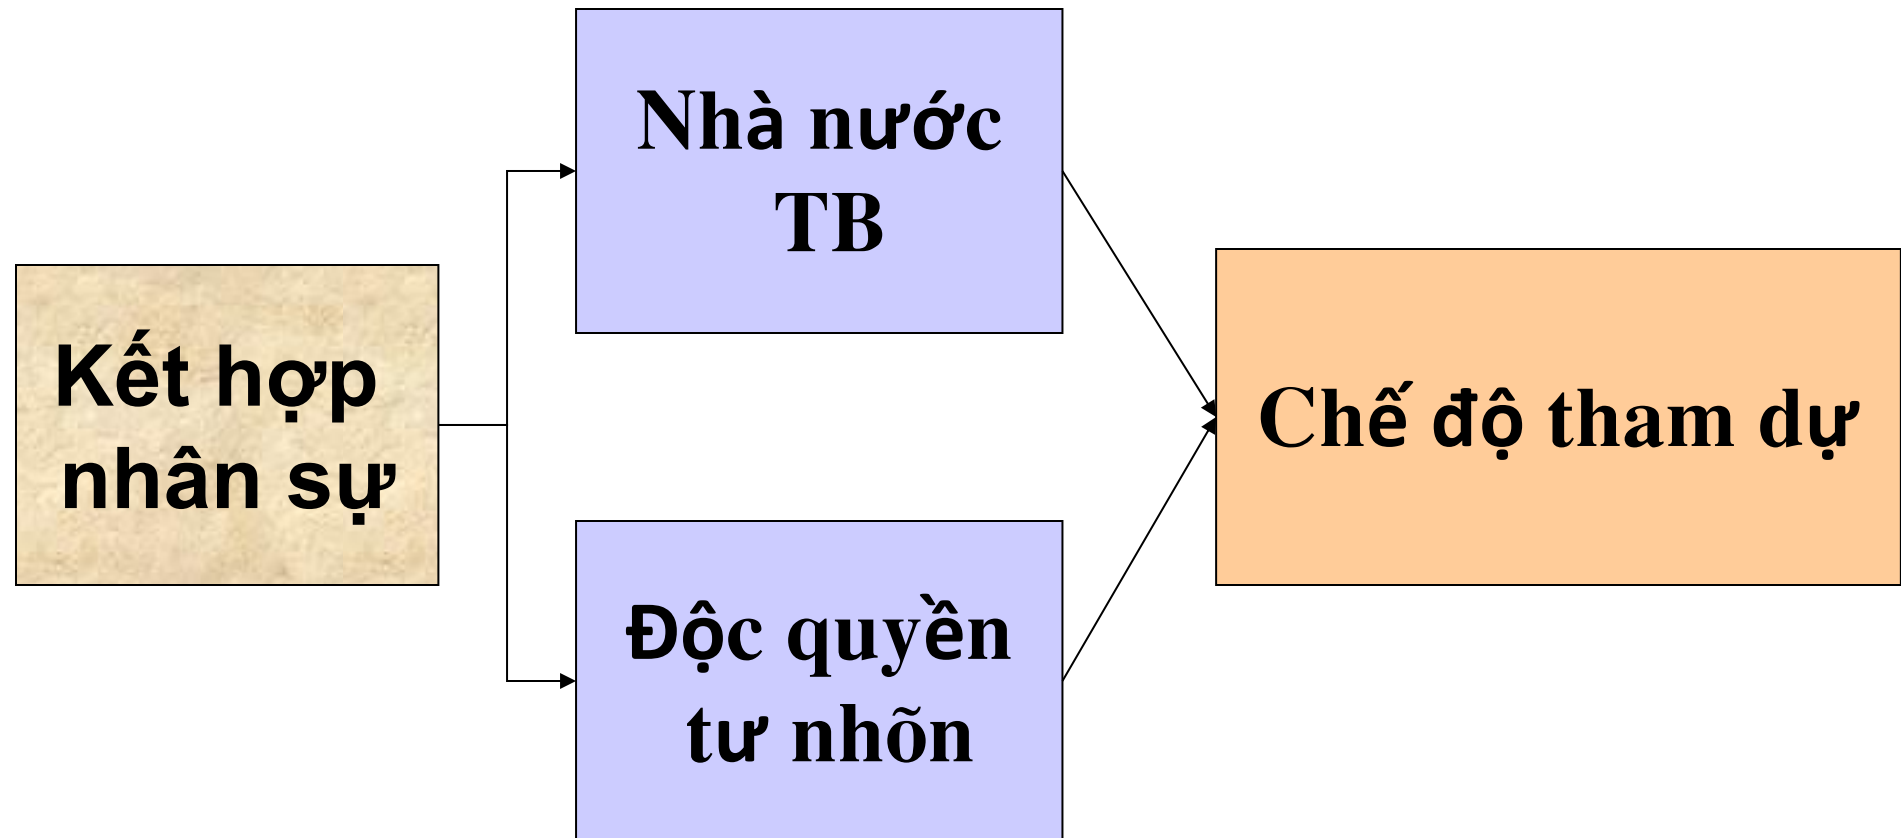 Kết hợp
nhân sự
Nhà nước
TB
Độc quyền
tư nhõn
Chế độ tham dự